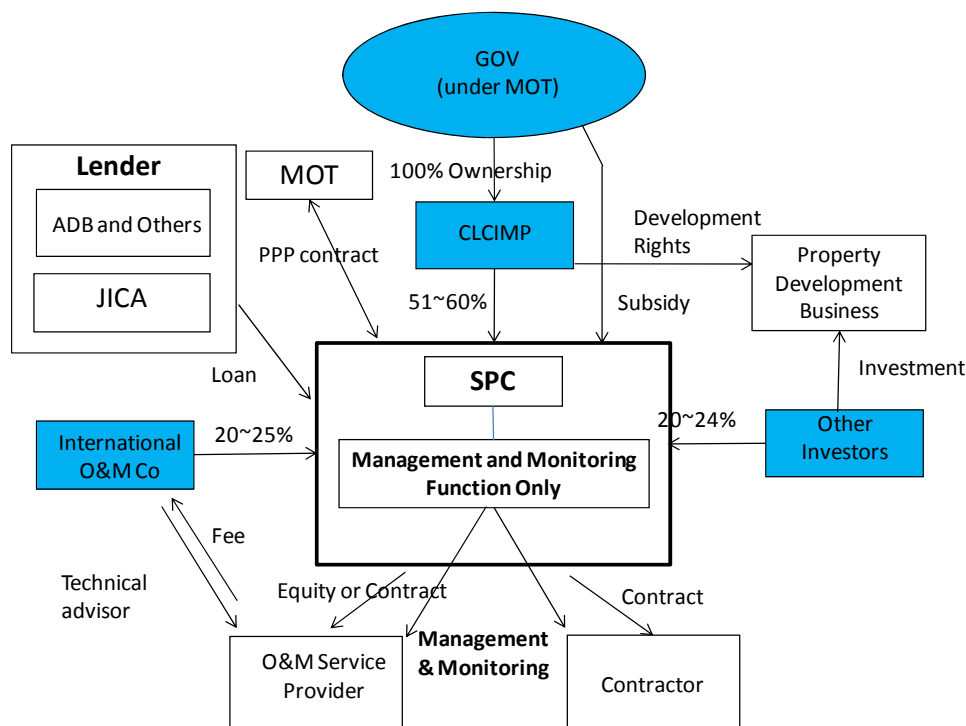 GOV
(under MOT)
Lender
ADB and Others
JICA
MOT
100% Ownership
CLCIMP
Development
Rights
Property
Development
Business
PPP contract
51~60%
Subsidy
Loan
Investment
SPC
International
O&M Co
20~25%
20~24%
Other
Investors
Management and Monitoring
Function Only
Fee
Technical
advisor
Equity or Contract
Contract
Management
& Monitoring
O&M Service
Provider
Contractor